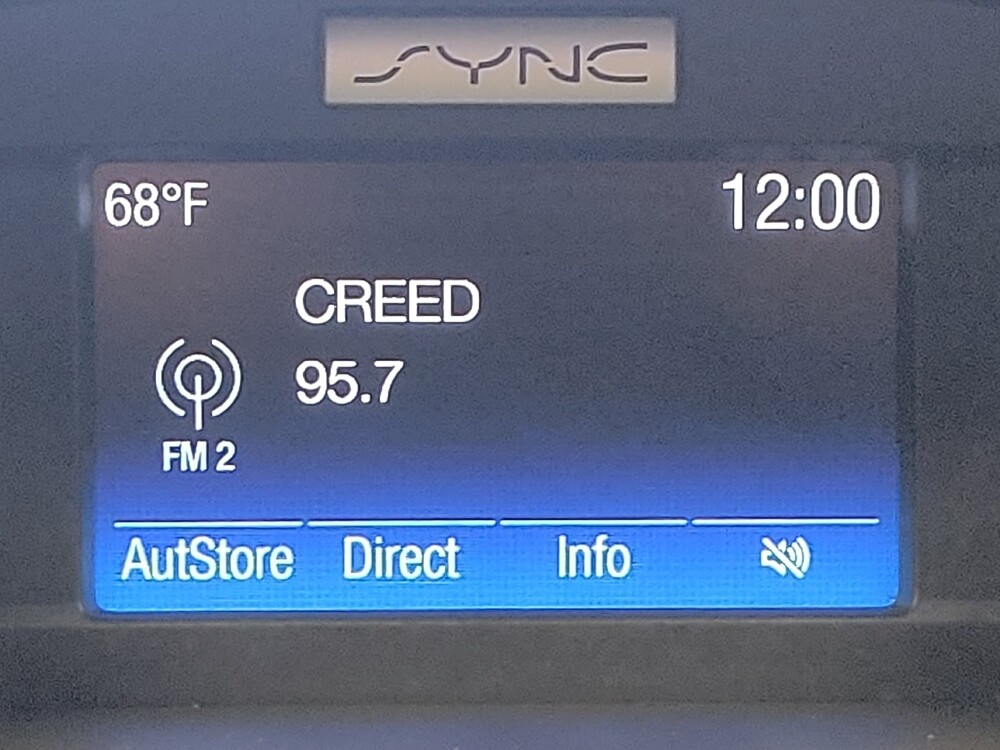 SYNC
68°F 12:00
CREED
95.7
FM 2
AutStore Direct Info